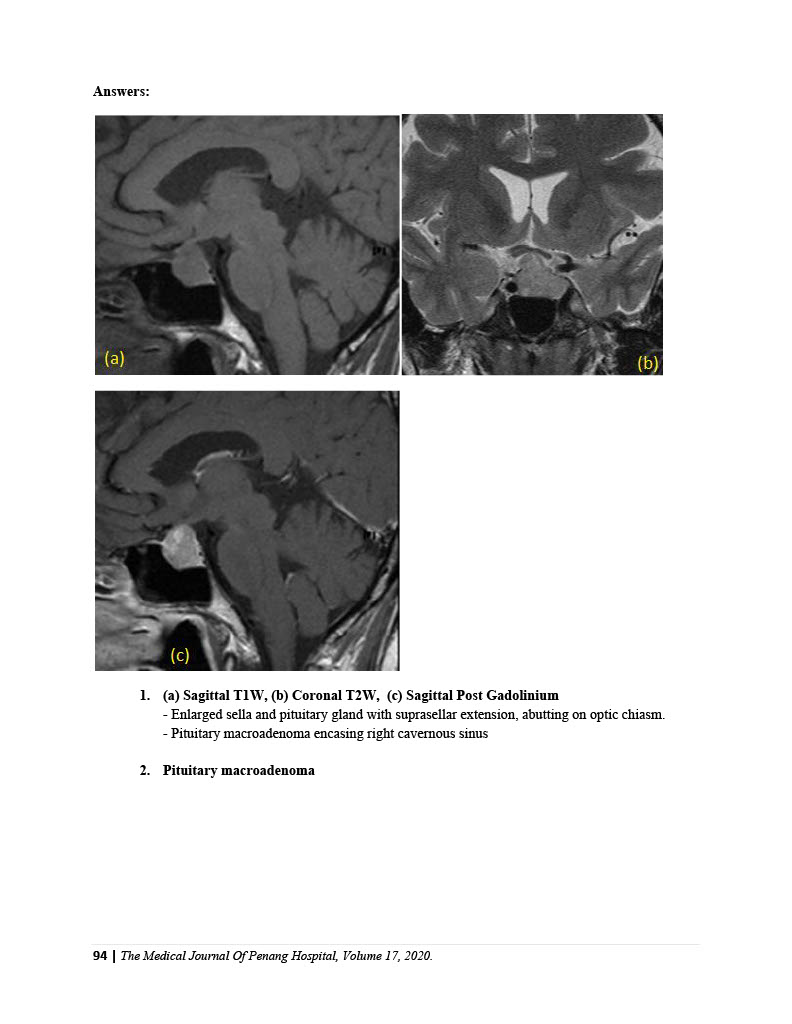 Answers:
(a)
(b)
(c)
1. (a) Sagittal T1W, (b) Coronal T2W, (c) Sagittal Post Gadolinium
- Enlarged sella and pituitary gland with suprasellar extension, abutting on optic chiasm.
- Pituitary macroadenoma encasing right cavernous sinus
2. Pituitary macroadenoma
94 | The Medical Journal Of Penang Hospital, Volume 17, 2020.